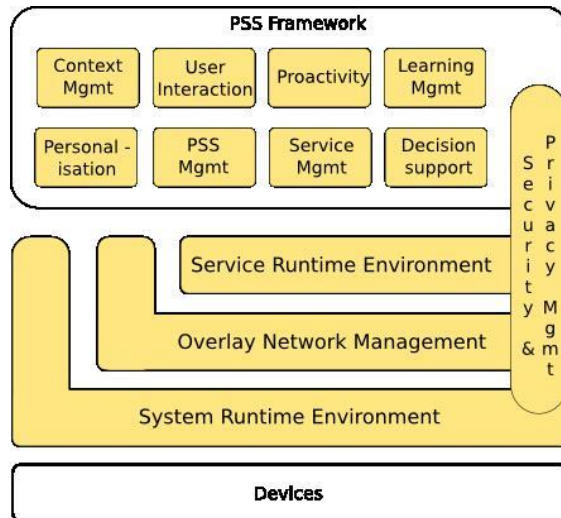 PSS Framework
Context
Mgmt
User
Interaction
Proactivity
Learning
Mgmt
Personal -
isation
PSS
Mgmt
Service
Mgmt
Decision
support
Security &
Privacy Mgmt
Service Runtime Environment
Overlay Network Management
System Runtime Environment
Devices